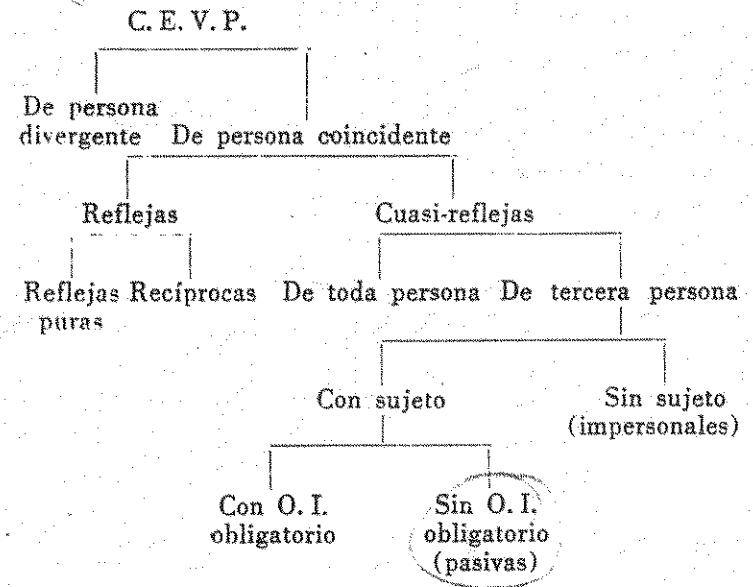 C. E. V. P.
De persona
divergente De persona coincidente
Reflejas Cuasi-reflejas
Reflejas Recíprocas De toda persona De tercera persona
puras
Con sujeto Sin sujeto
(impersonales)
Con O. I. Sin O. I.
obligatorio obligatorio
(pasivas)